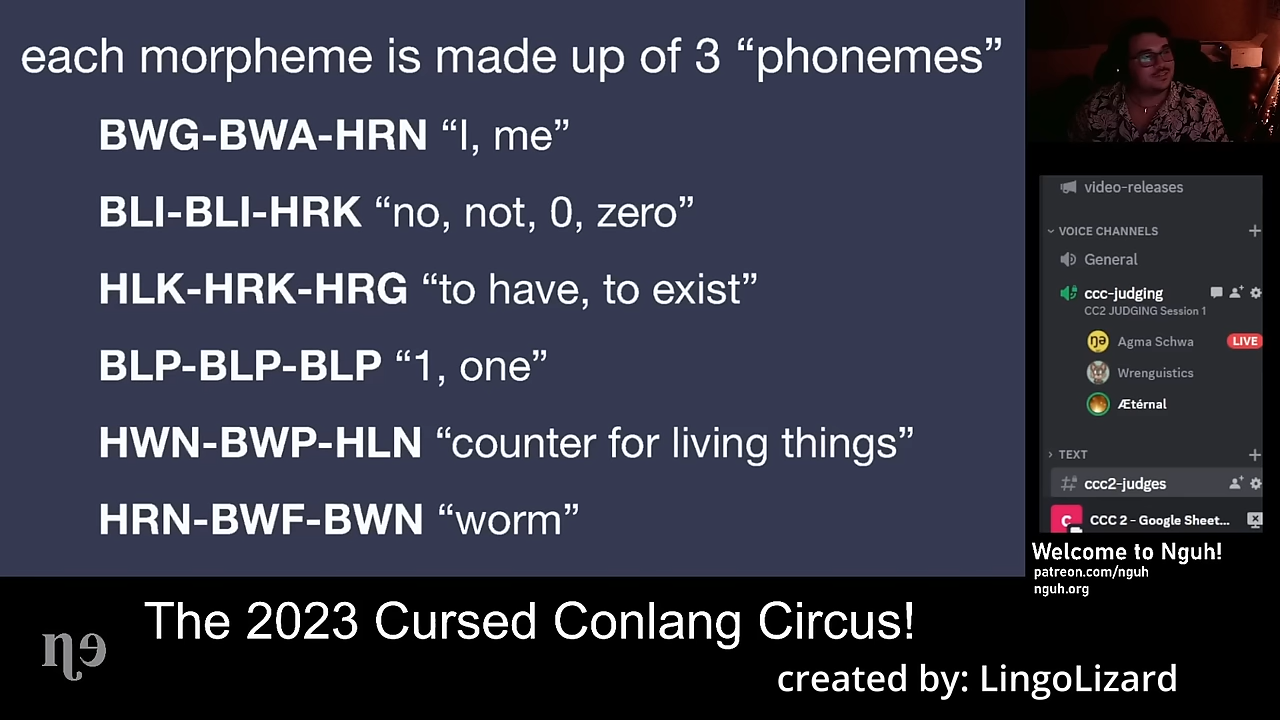 each morpheme is made up of 3 “phonemes”
BWG-BWA-HRN “I, me”
BLI-BLI-HRK “no, not, 0, zero”
HLK-HRK-HRG “to have, to exist”
BLP-BLP-BLP “1, one”
HWN-BWP-HLN “counter for living things”
HRN-BWF-BWN “worm”
video-releases
VOICE CHANNELS
General
ccc-judging
CC2 JUDGING Session 1
ŋə
Agma Schwa
LIVE
Wrenguistics
Ætérnal
TEXT
ccc2-judges
C
CCC 2 - Google Sheet...
Welcome to Nguh!
patreon.com/nguh
nguh.org
ŋə
The 2023 Cursed Conlang Circus!
created by: LingoLizard